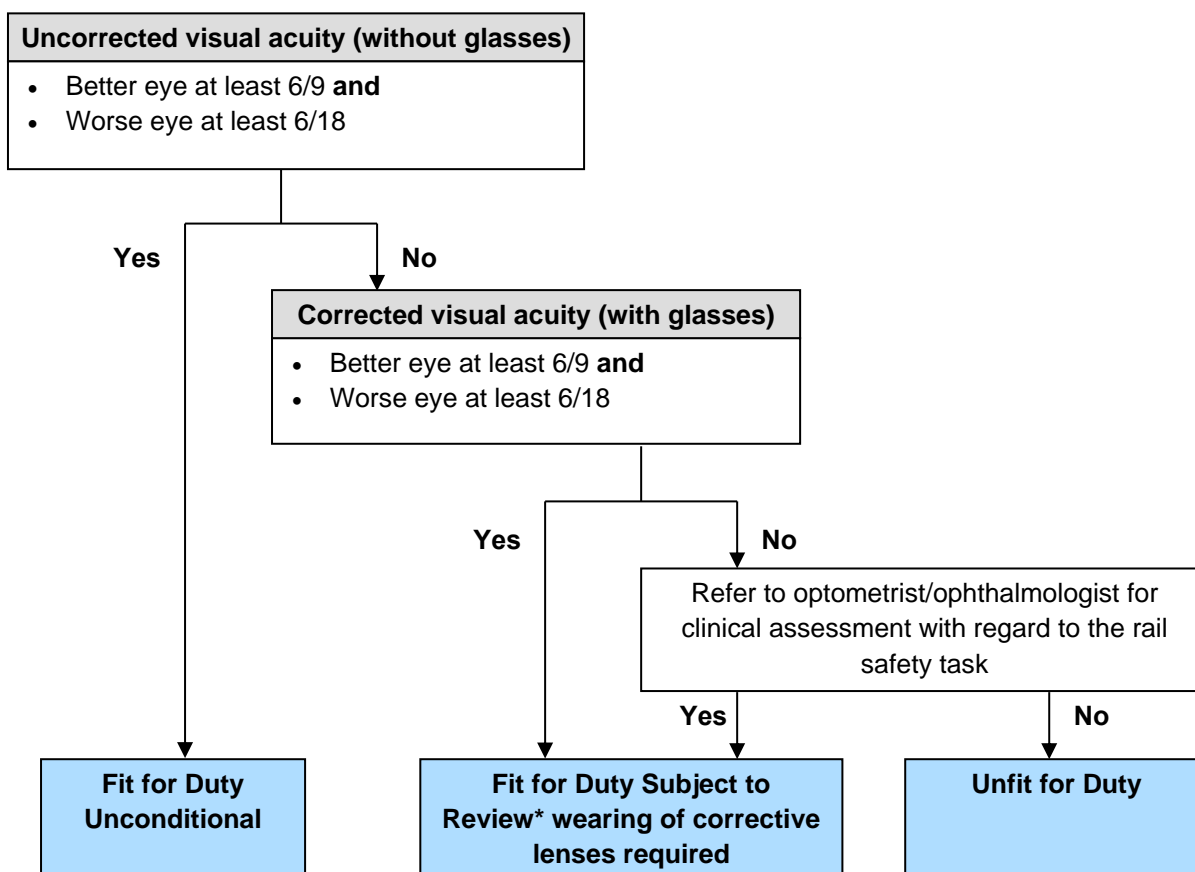 Uncorrected visual acuity (without glasses)
• Better eye at least 6/9 and
• Worse eye at least 6/18
Yes
No
Corrected visual acuity (with glasses)
• Better eye at least 6/9 and
• Worse eye at least 6/18
Yes
No
Refer to optometrist/ophthalmologist for
clinical assessment with regard to the rail
safety task
Yes
No
Fit for Duty
Unconditional
Fit for Duty Subject to
Review* wearing of corrective
lenses required
Unfit for Duty